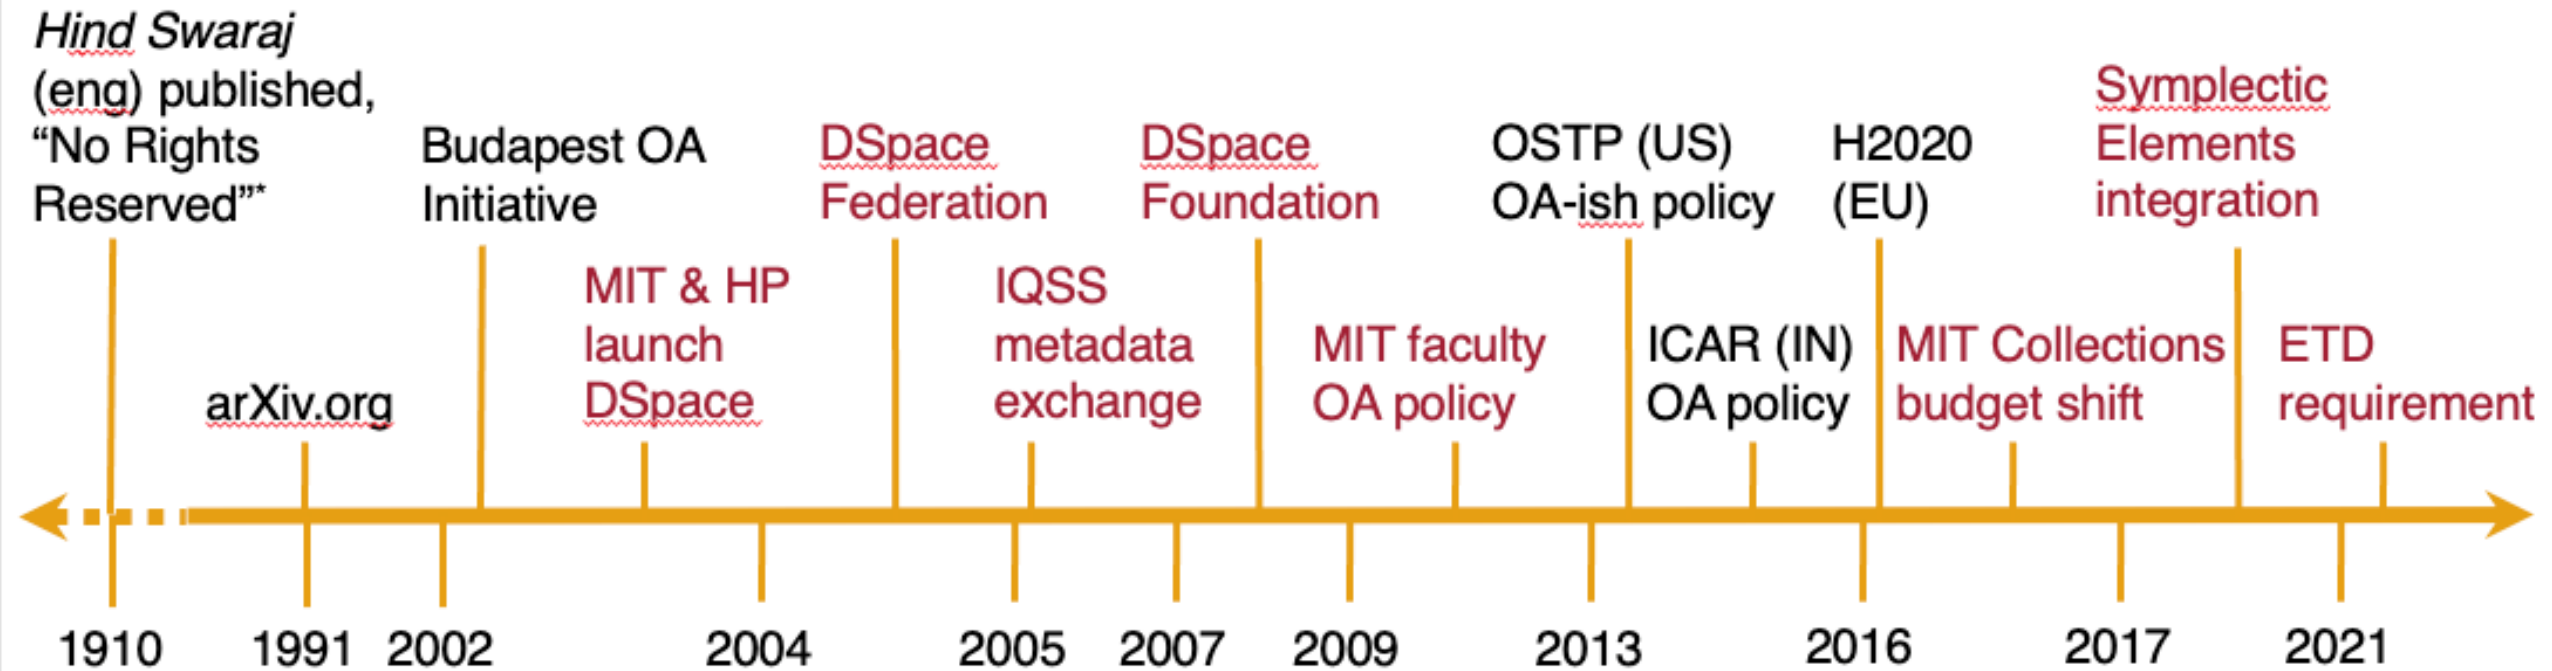 Hind Swaraj
(eng) published,
“No Rights
Reserved”*
arXiv.org
Budapest OA
Initiative
MIT & HP
launch
DSpace
DSpace
Federation
IQSS
metadata
exchange
DSpace
Foundation
MIT faculty
OA policy
OSTP (US)
OA-ish policy
ICAR (IN)
OA policy
H2020
(EU)
MIT Collections
budget shift
Symplectic
Elements
integration
ETD
requirement
1910 1991 2002 2004 2005 2007 2009 2013 2016 2017 2021